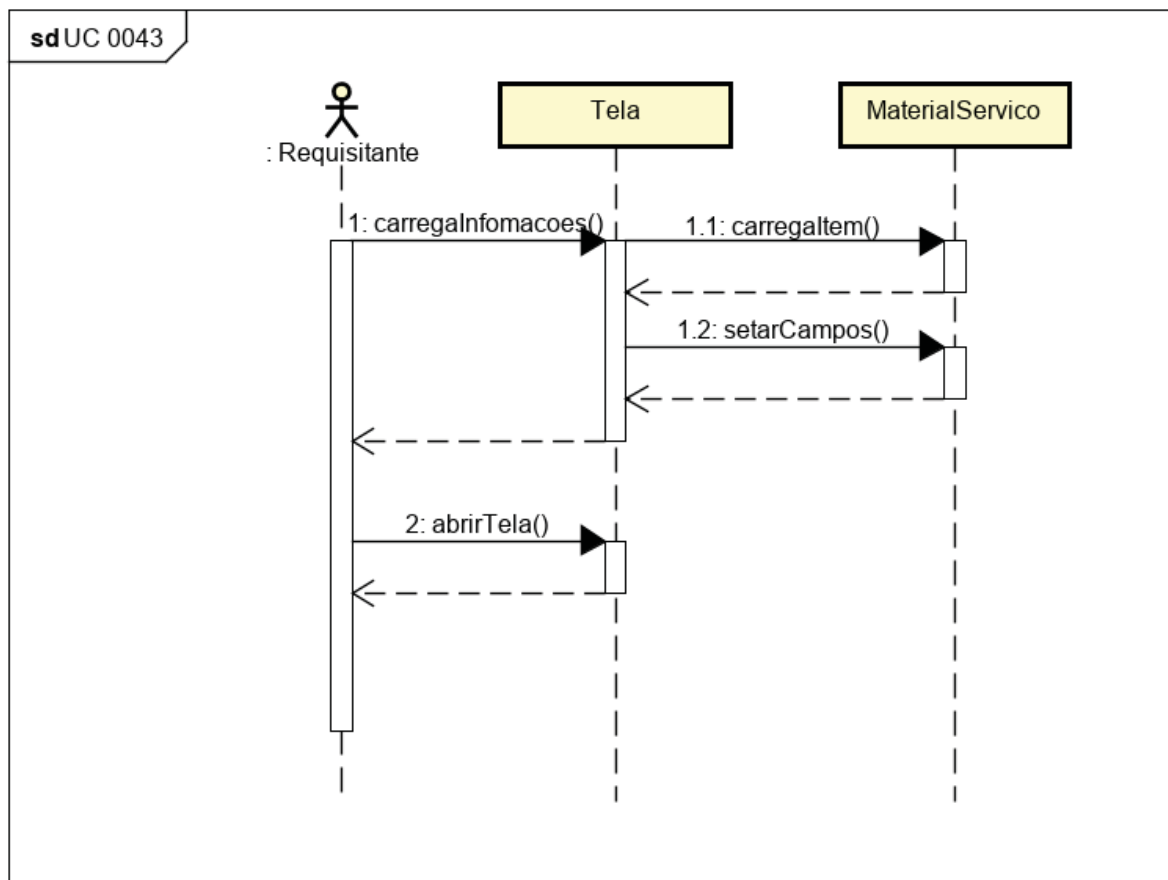 sd UC 0043
Tela
MaterialServico
: Requisitante
1: carregaInfomacoes()
1.1: carregaItem()
1.2: setarCampos()
2: abrirTela()